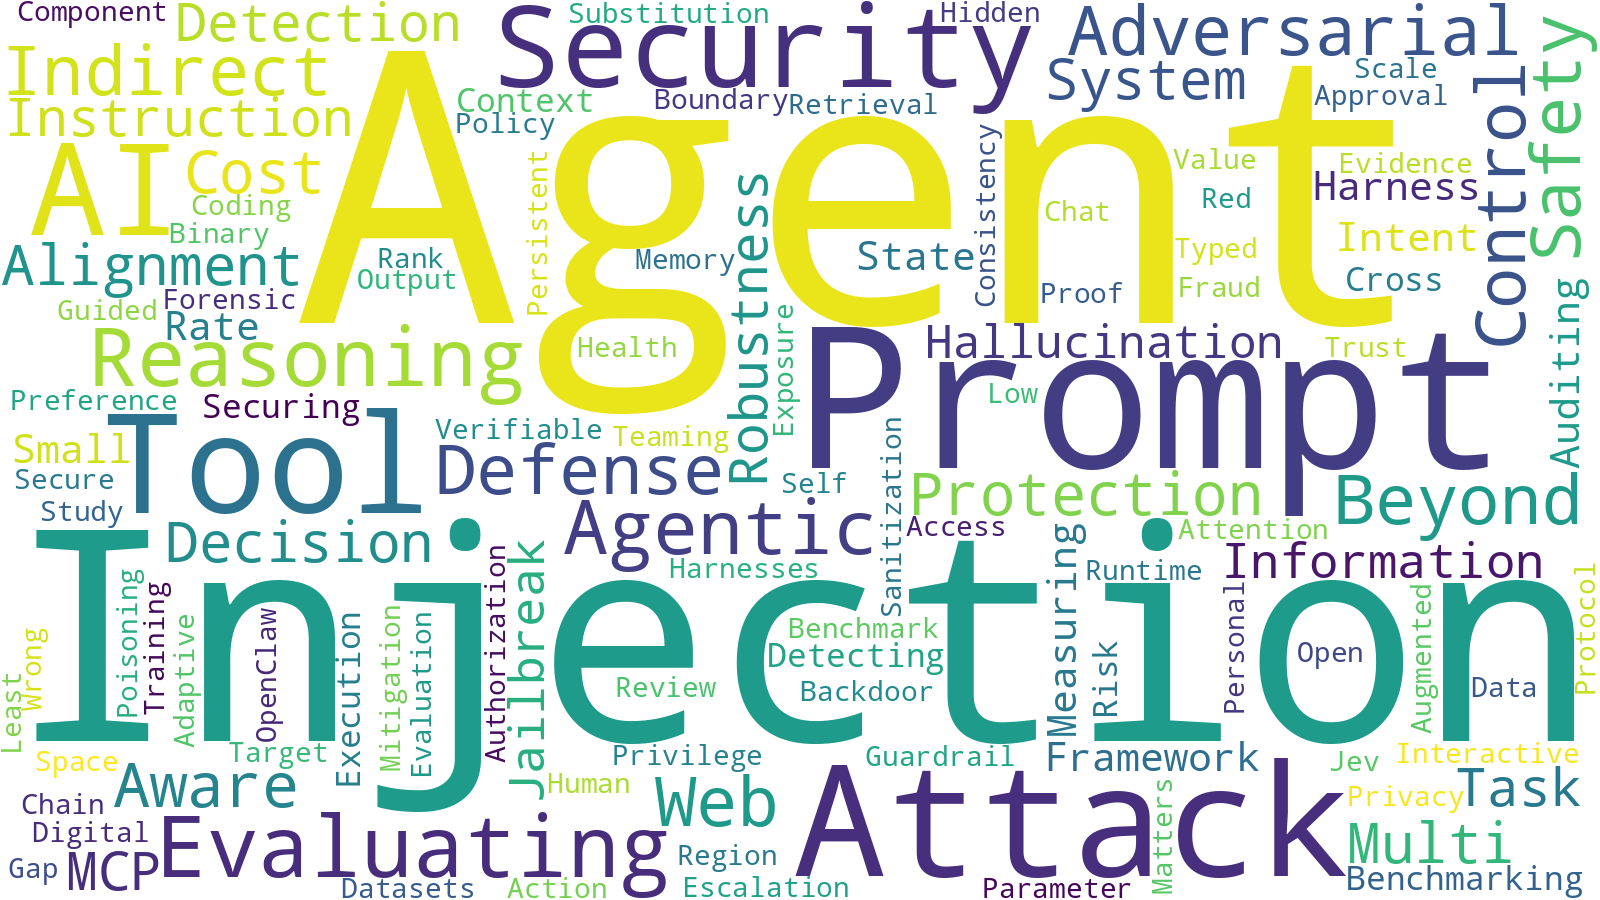 Component
Detection
Security
Substitution
Hidden
Adversarial
Safety
Indirect
Agent
Context
Boundary
Retrieval
System
Scale
Approval
Control
Instruction
Policy
AI
Cost
Persistent
Robustness
Consistency
Value
Evidence
Coding
Red
Harness
Binary
Chat
Alignment
Rank
Output
Memory
State
Typed
Intent
Guided
Forensic
Proof
Fraud
Cross
Rate
Exposure
Auditing
Reasoning
Health
Prompt
Hallucination
Trust
Preference
Securing
Low
Tool
Verifiable
Teaming
Sanitization
Small
Secure
Defense
Self
Protection
Beyond
Study
Decision
Agentic
Access
Measuring
Attention
Injection
Authorization
Jailbreak
Harnesses
Runtime
Information
Poisoning
Training
Adaptive
OpenClaw
Execution
Mitigation
Evaluation
Benchmark
Detecting
Risk
Personal
Open
Augmented
Protocol
Wrong
Least
Review
Backdoor
Data
Space
Target
Human
Privilege
Guardrail
Framework
Jev
Interactive
Aware
Web
Attack
Matters
Privacy
Task
Chain
Digital
Evaluating
Multi
Gap
MCP
Region
Datasets
Action
Escalation
Parameter
Benchmarking